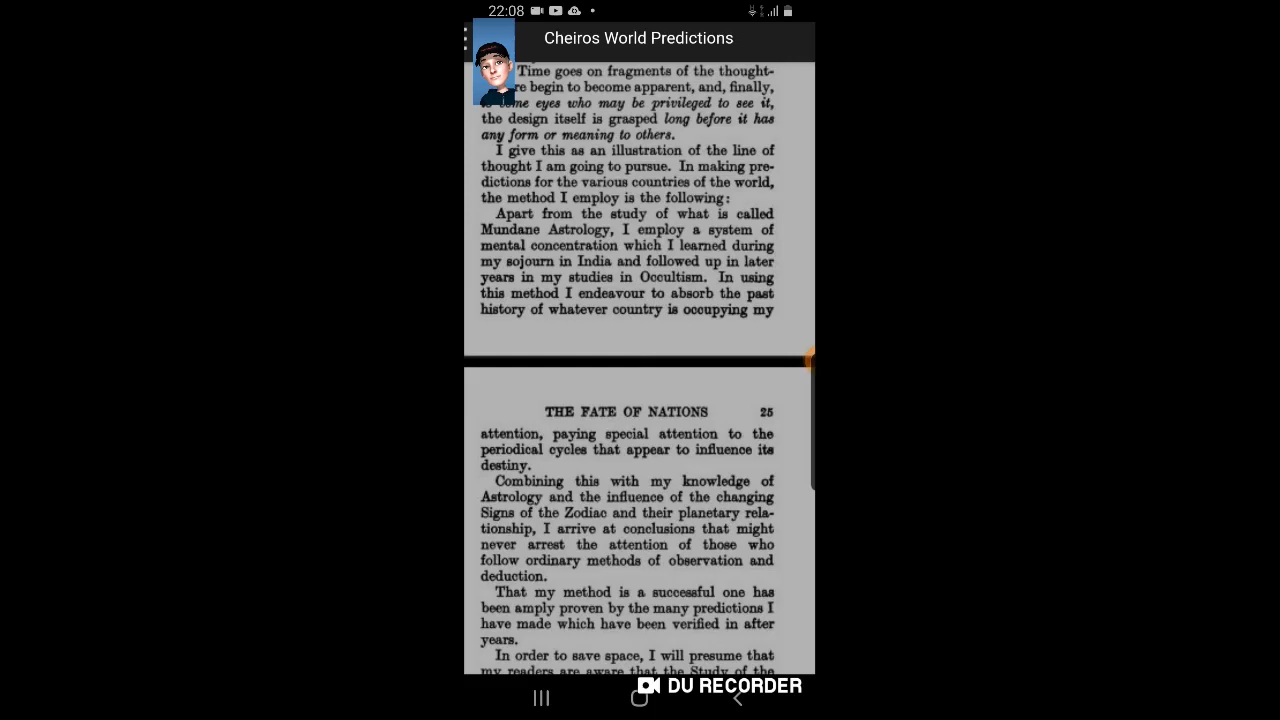 22:08
Cheiros World Predictions
Time goes on fragments of the thought-
re begin to become apparent, and, finally,
some eyes who may be privileged to see it,
the design itself is grasped long before it has
any form or meaning to others.
I give this as an illustration of the line of
thought I am going to pursue. In making pre-
dictions for the various countries of the world,
the method I employ is the following:
Apart from the study of what is called
Mundane Astrology, I employ a system of
mental concentration which I learned during
my sojourn in India and followed up in later
years in my studies in Occultism. In using
this method I endeavour to absorb the past
history of whatever country is occupying my
THE FATE OF NATIONS 25
attention, paying special attention to the
periodical cycles that appear to influence its
destiny.
Combining this with my knowledge of
Astrology and the influence of the changing
Signs of the Zodiac and their planetary rela-
tionship, I arrive at conclusions that might
never arrest the attention of those who
follow ordinary methods of observation and
deduction.
That my method is a successful one has
been amply proven by the many predictions I
have made which have been verified in after
years.
In order to save space, I will presume that
my readers are aware that the Study of the
DU RECORDER